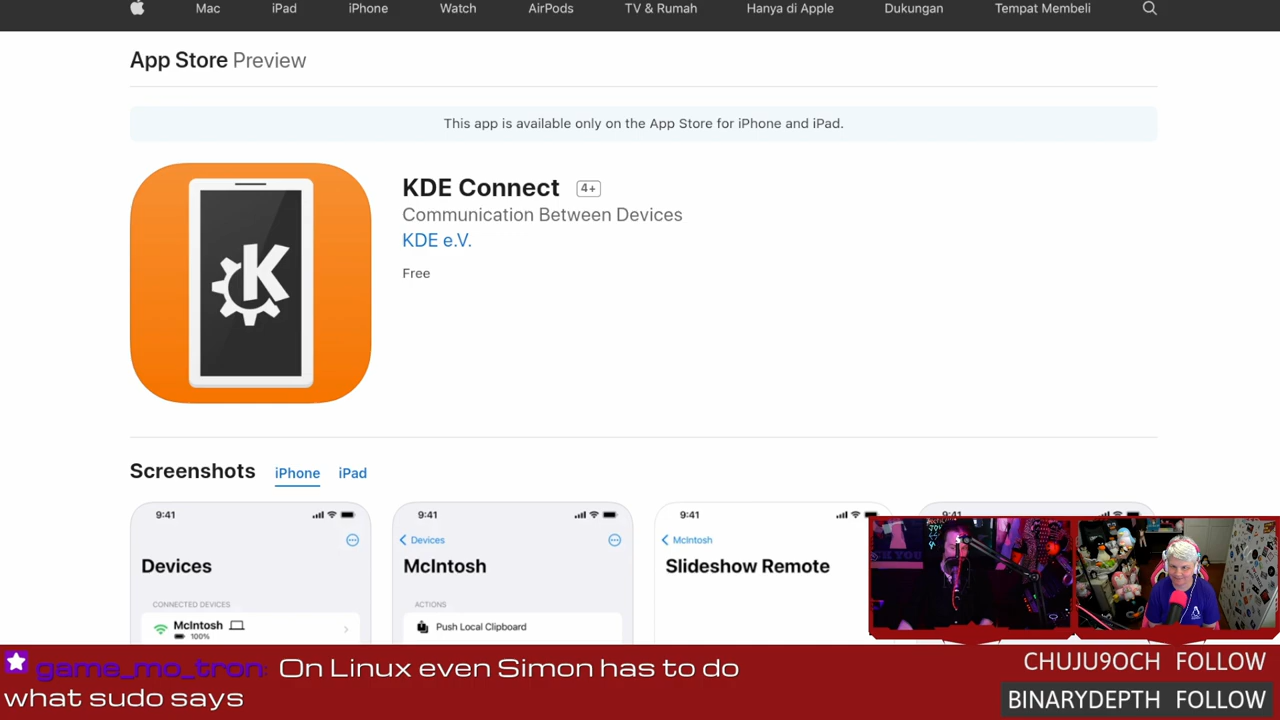 Mac iPad iPhone Watch AirPods TV & Rumah Hanya di Apple Dukungan Tempat Membeli
App Store Preview
This app is available only on the App Store for iPhone and iPad.
KDE Connect 4+
Communication Between Devices
KDE e.V.
Free
Screenshots iPhone iPad
9:41
Devices
CONNECTED DEVICES
McIntosh
100%
9:41
Devices
McIntosh
ACTIONS
Push Local Clipboard
9:41
McIntosh
Slideshow Remote
9:41
game_mo_tron: On Linux even Simon has to do
what sudo says
CHUJU9OCH FOLLOW
BINARYDEPTH FOLLOW